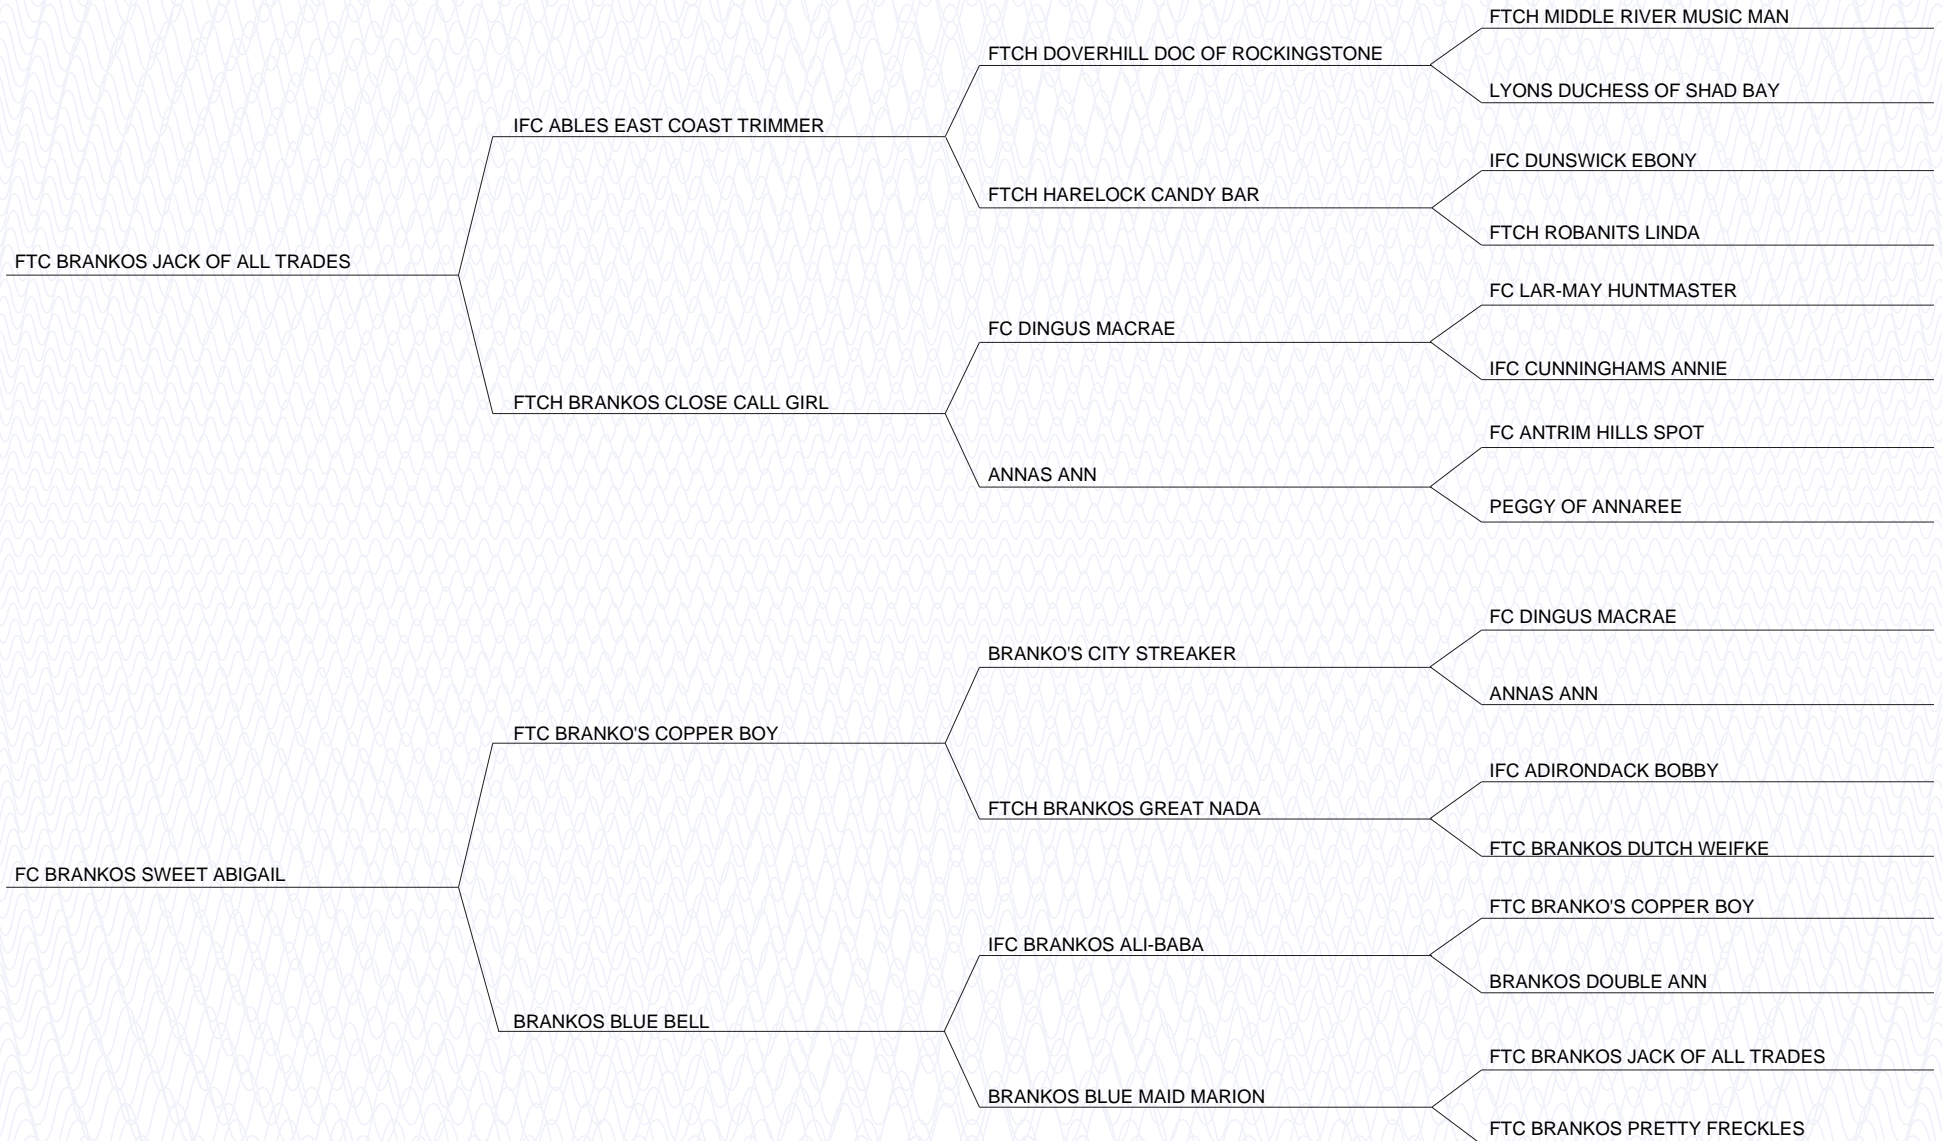 FTCH MIDDLE RIVER MUSIC MAN
FTCH DOVERHILL DOC OF ROCKINGSTONE
LYONS DUCHESS OF SHAD BAY
IFC ABLES EAST COAST TRIMMER
IFC DUNSWICK EBONY
FTCH HARELOCK CANDY BAR
FTCH ROBANITS LINDA
FTC BRANKOS JACK OF ALL TRADES
FC LAR-MAY HUNTMASTER
FC DINGUS MACRAE
IFC CUNNINGHAMS ANNIE
FTCH BRANKOS CLOSE CALL GIRL
FC ANTRIM HILLS SPOT
ANNAS ANN
PEGGY OF ANNAREE
FC DINGUS MACRAE
BRANKO'S CITY STREAKER
ANNAS ANN
FTC BRANKO'S COPPER BOY
IFC ADIRONDACK BOBBY
FTCH BRANKOS GREAT NADA
FTC BRANKOS DUTCH WEIFKE
FC BRANKOS SWEET ABIGAIL
FTC BRANKO'S COPPER BOY
IFC BRANKOS ALI-BABA
BRANKOS DOUBLE ANN
BRANKOS BLUE BELL
FTC BRANKOS JACK OF ALL TRADES
BRANKOS BLUE MAID MARION
FTC BRANKOS PRETTY FRECKLES